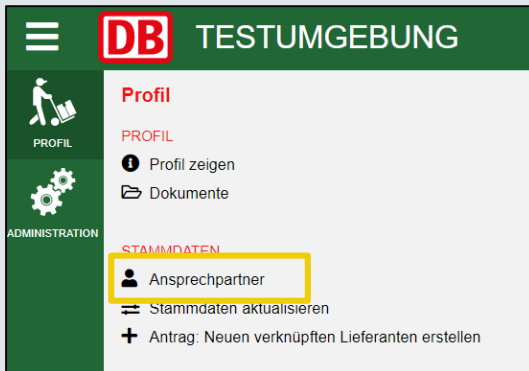 DB TESTUMGEBUNG
PROFIL
ADMINISTRATION
Profil
PROFIL
Profil zeigen
Dokumente
STAMMDATEN
Ansprechpartner
Stammdaten aktualisieren
Antrag: Neuen verknüpften Lieferanten erstellen